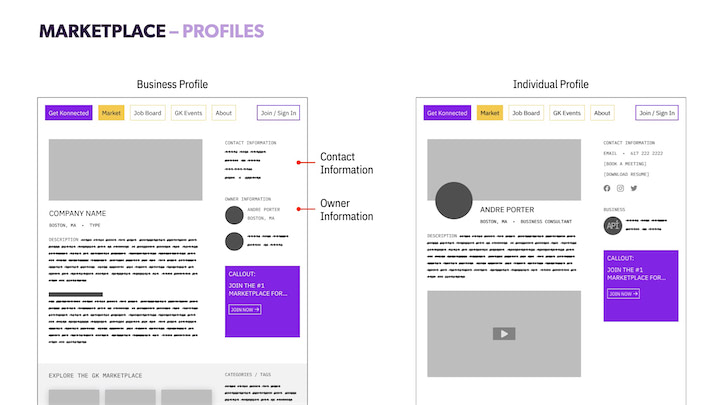 MARKETPLACE – PROFILES
Business Profile
Get Konnected
Market
Job Board
GK Events
About
Join / Sign In
CONTACT INFORMATION
Contact
Information
OWNER INFORMATION
ANDRE PORTER
BOSTON, MA
Owner
Information
COMPANY NAME
BOSTON, MA • TYPE
DESCRIPTION
CALLOUT:
JOIN THE #1
MARKETPLACE FOR...
JOIN NOW →
EXPLORE THE GK MARKETPLACE
CATEGORIES / TAGS
Individual Profile
Get Konnected
Market
Job Board
GK Events
About
Join / Sign In
CONTACT INFORMATION
EMAIL • 617 222 2222
[BOOK A MEETING]
[DOWNLOAD RESUME]
ANDRE PORTER
BOSTON, MA • BUSINESS CONSULTANT
DESCRIPTION
BUSINESS
API
CALLOUT:
JOIN THE #1
MARKETPLACE FOR...
JOIN NOW →